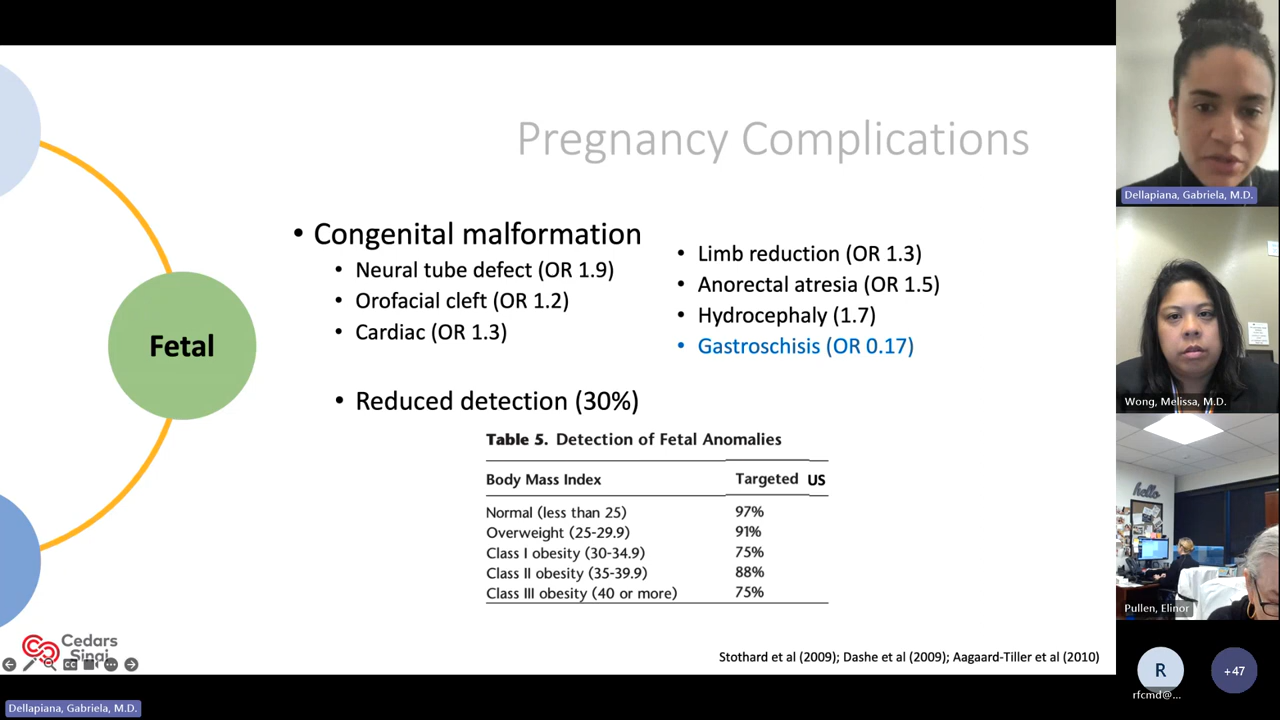 Pregnancy Complications
• Congenital malformation
• Neural tube defect (OR 1.9)
• Orofacial cleft (OR 1.2)
• Cardiac (OR 1.3)
• Limb reduction (OR 1.3)
• Anorectal atresia (OR 1.5)
• Hydrocephaly (1.7)
• Gastroschisis (OR 0.17)
Fetal
• Reduced detection (30%)
Table 5. Detection of Fetal Anomalies
Body Mass Index Targeted US
Normal (less than 25) 97%
Overweight (25-29.9) 91%
Class I obesity (30-34.9) 75%
Class II obesity (35-39.9) 88%
Class III obesity (40 or more) 75%
Cedars
Sinai
Stothard et al (2009); Dashe et al (2009); Aagaard-Tiller et al (2010)
Dellapiana, Gabriela, M.D.
Dellapiana, Gabriela, M.D.
Wong, Melissa, M.D.
hello
Pullen, Elinor
R
rfcmd@...
+47